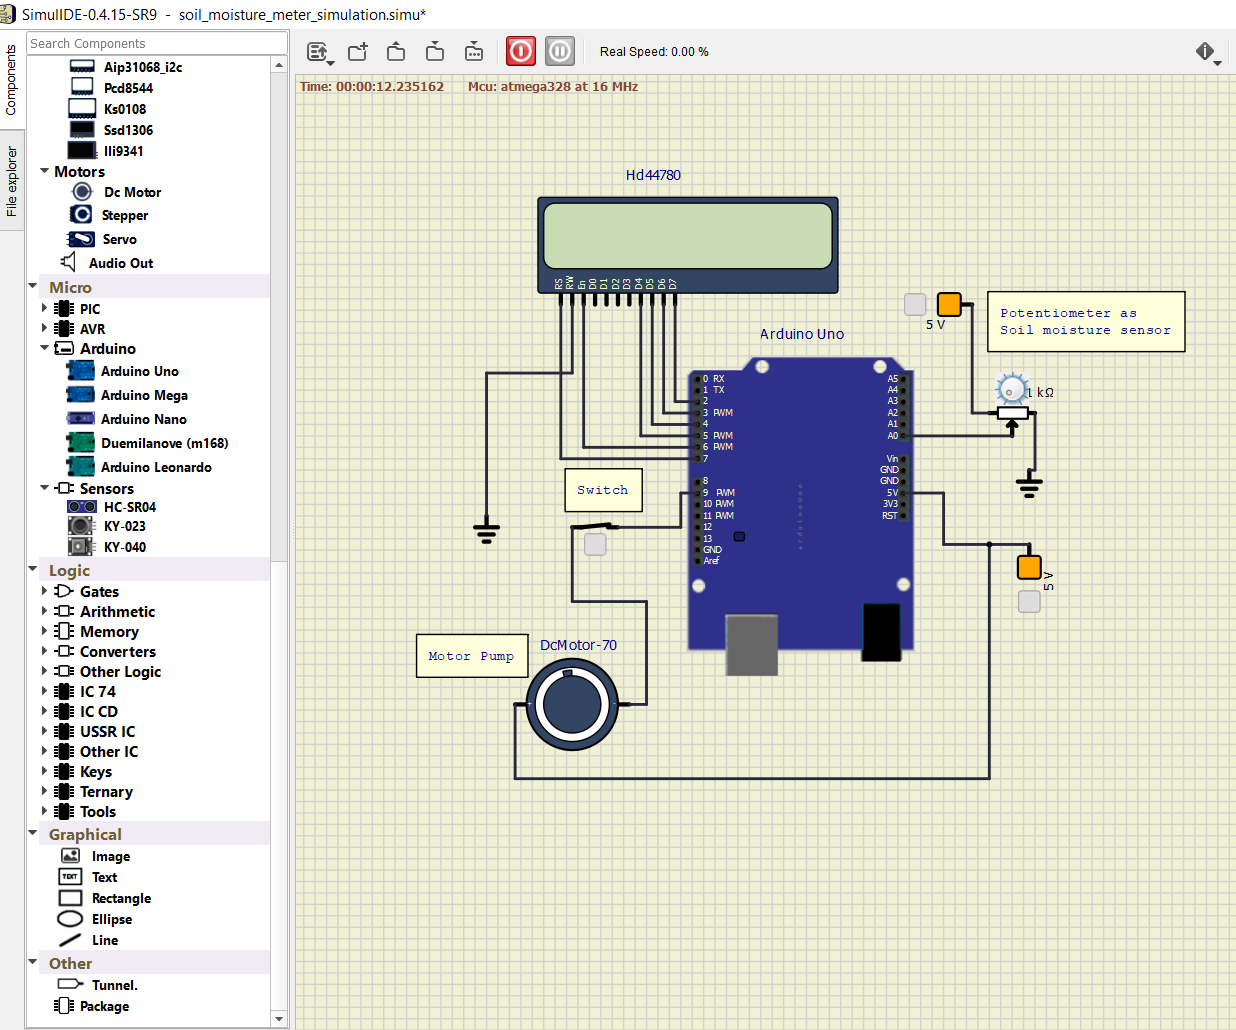 SimulIDE-0.4.15-SR9 - soil_moisture_meter_simulation.simu*
Components
File explorer
Search Components
Aip31068_i2c
Pcd8544
Ks0108
Ssd1306
Ili9341
Motors
Dc Motor
Stepper
Servo
Audio Out
Micro
PIC
AVR
Arduino
Arduino Uno
Arduino Mega
Arduino Nano
Duemilanove (m168)
Arduino Leonardo
Sensors
HC-SR04
KY-023
KY-040
Logic
Gates
Arithmetic
Memory
Converters
Other Logic
IC 74
IC CD
USSR IC
Other IC
Keys
Ternary
Tools
Graphical
Image
TEXT Text
Rectangle
Ellipse
Line
Other
Tunnel.
Package
Real Speed: 0.00 %
Time: 00:00:12.235162 Mcu: atmega328 at 16 MHz
Hd44780
RS RW En D0 D1 D2 D3 D4 D5 D6 D7
5 V
Potentiometer as
Soil moisture sensor
1 kΩ
Arduino Uno
0 RX
1 TX
2
3 PWM
4
5 PWM
6 PWM
7
8
9 PWM
10 PWM
11 PWM
12
13
GND
Aref
A5
A4
A3
A2
A1
A0
Vin
GND
GND
5V
3V3
RST
arduinoUno
Switch
5 V
Motor Pump
DcMotor-70